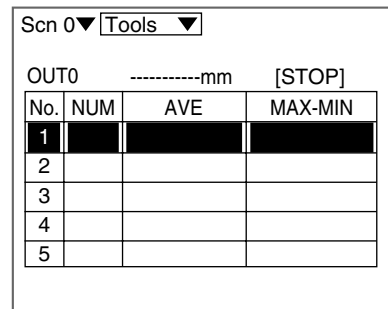 Scn 0▼ Tools ▼
OUT0 -----------mm [STOP]
No. NUM AVE MAX-MIN
1
2
3
4
5